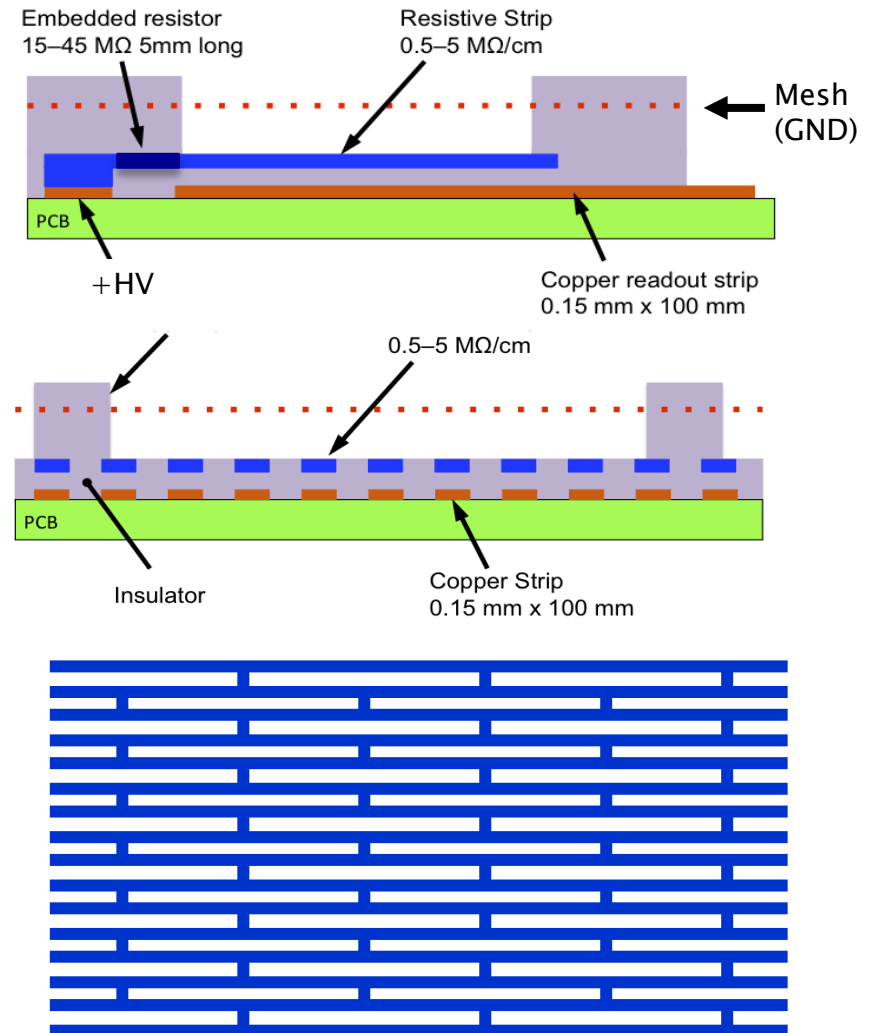 Embedded resistor
15–45 MΩ 5mm long
Resistive Strip
0.5–5 MΩ/cm
Mesh
(GND)
PCB
+HV
Copper readout strip
0.15 mm x 100 mm
0.5–5 MΩ/cm
PCB
Insulator
Copper Strip
0.15 mm x 100 mm